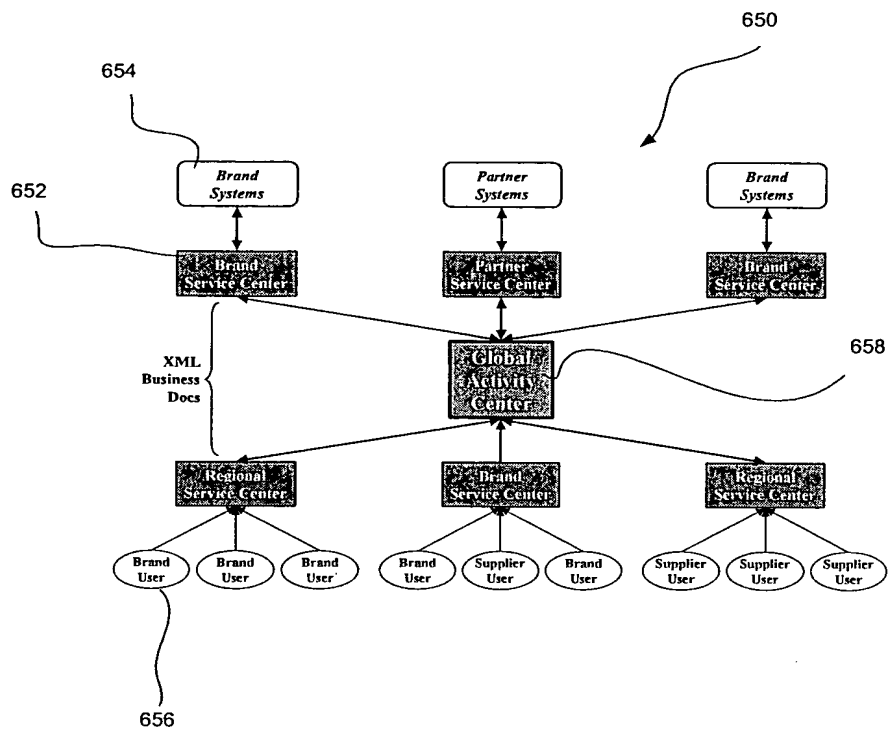 650
654
Brand
Systems
Partner
Systems
Brand
Systems
652
Brand
Service Center
Partner
Service Center
Brand
Service Center
XML
Business
Docs
Global
Activity
Center
658
Regional
Service Center
Brand
Service Center
Regional
Service Center
Brand
User
Brand
User
Brand
User
Brand
User
Supplier
User
Brand
User
Supplier
User
Supplier
User
Supplier
User
656